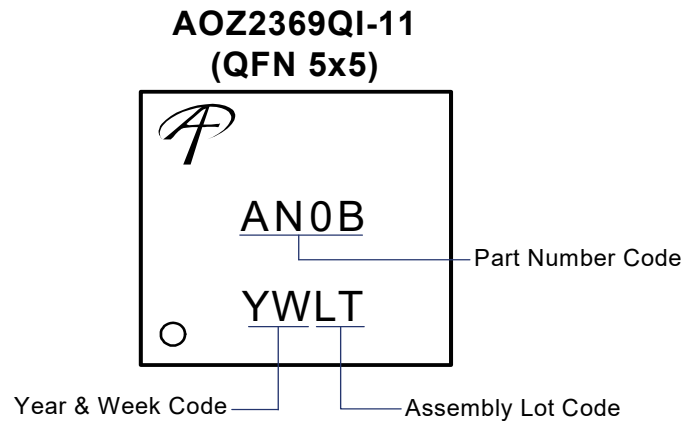 AOZ2369QI-11
(QFN 5x5)
AN0B
Part Number Code
YWLT
Year & Week Code
Assembly Lot Code